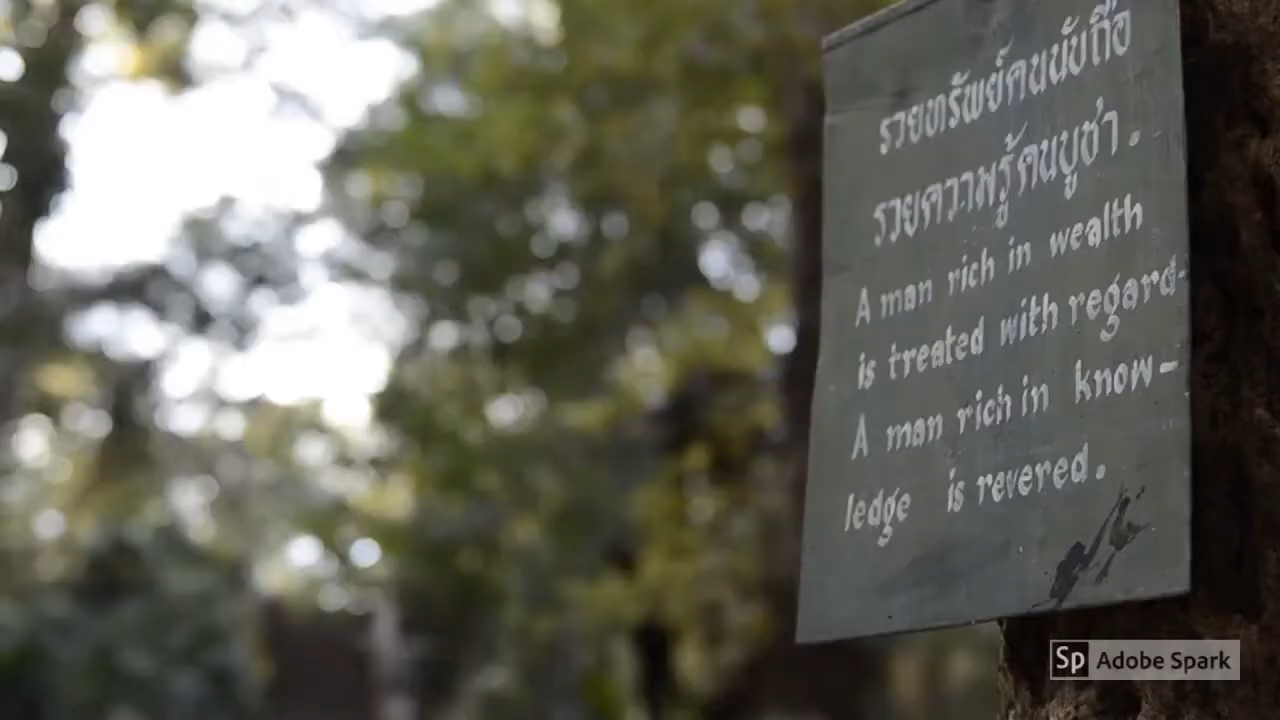 รวยทรัพย์คนนับถือ
รวยความรู้คนบูชา.
A man rich in wealth
is treated with regard-
A man rich in know-
ledge is revered.
Sp Adobe Spark